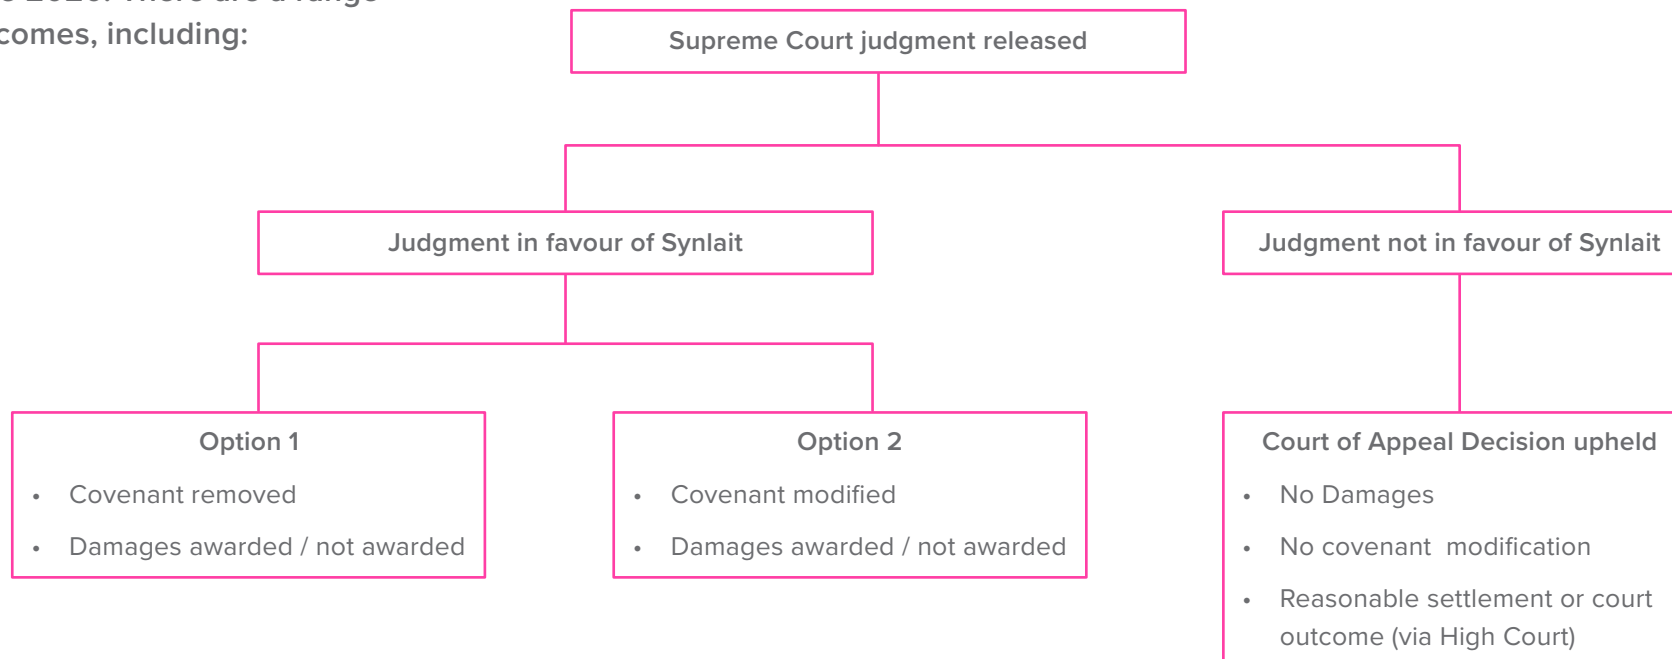 comes, including:
Supreme Court judgment released
Judgment in favour of Synlait
Judgment not in favour of Synlait
Option 1
• Covenant removed
• Damages awarded / not awarded
Option 2
• Covenant modified
• Damages awarded / not awarded
Court of Appeal Decision upheld
• No Damages
• No covenant modification
• Reasonable settlement or court
outcome (via High Court)